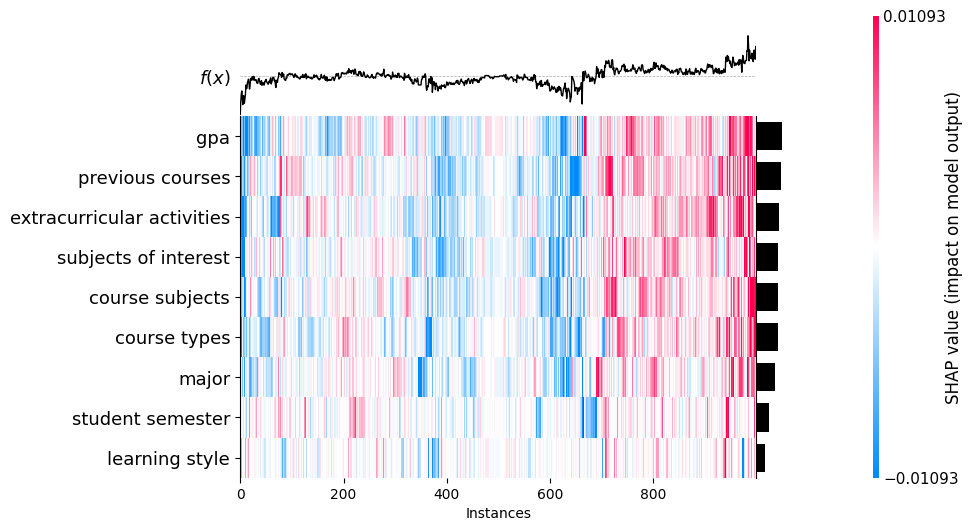 0.01093
f(x)
gpa
previous courses
extracurricular activities
subjects of interest
course subjects
course types
major
student semester
learning style
0 200 400 600 800
Instances
−0.01093
SHAP value (impact on model output)